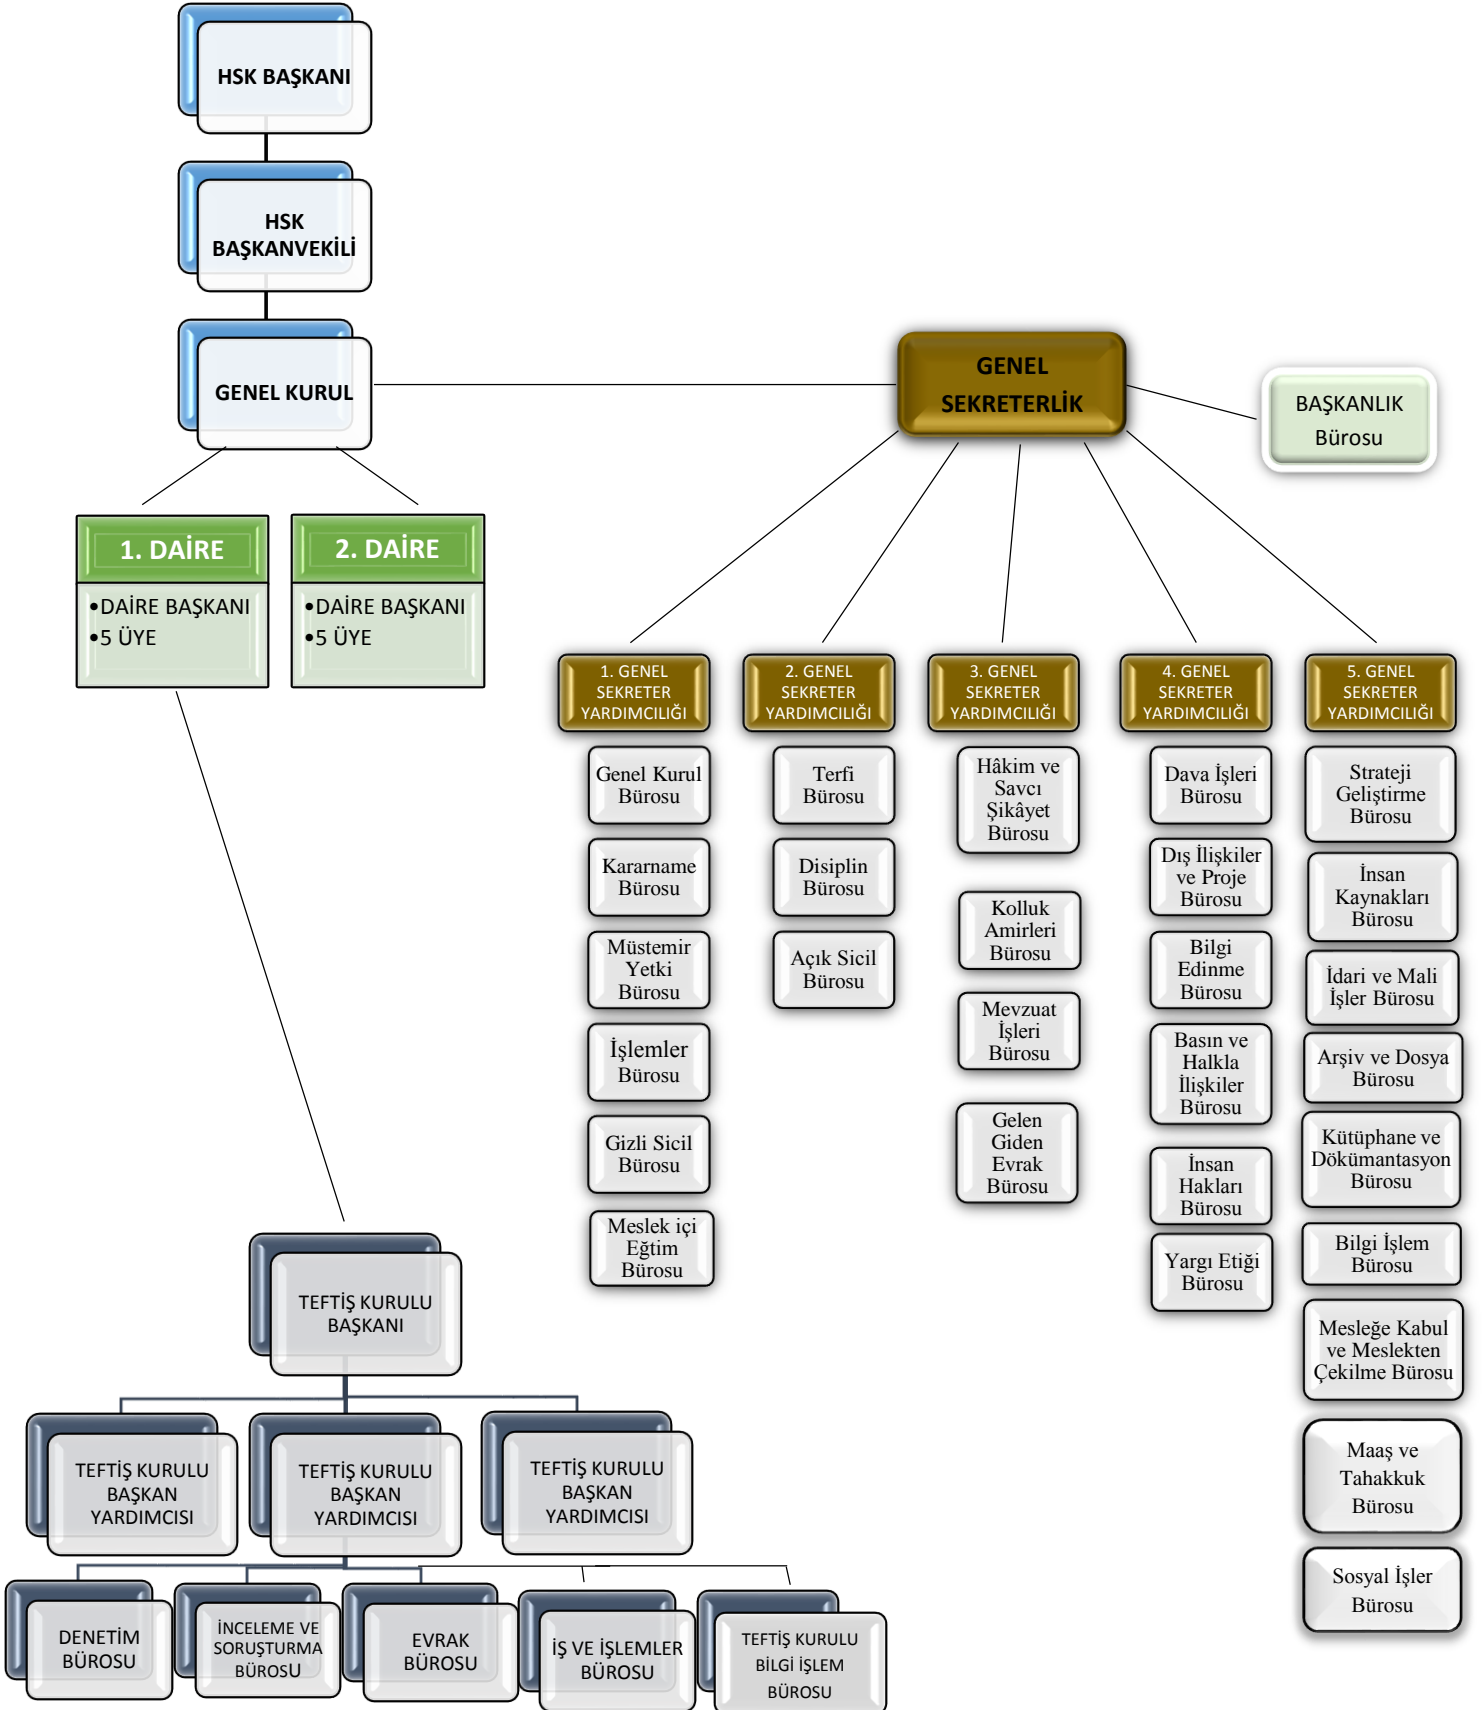 HSK BAŞKANI
HSK
BAŞKANVEKİLİ
GENEL KURUL
GENEL
SEKRETERLİK
BAŞKANLIK
Bürosu
1. DAİRE
•DAİRE BAŞKANI
•5 ÜYE
2. DAİRE
•DAİRE BAŞKANI
•5 ÜYE
1. GENEL
SEKRETER
YARDIMCILIĞI
Genel Kurul
Bürosu
Kararname
Bürosu
Müstemir
Yetki
Bürosu
İşlemler
Bürosu
Gizli Sicil
Bürosu
Meslek içi
Eğtim
Bürosu
2. GENEL
SEKRETER
YARDIMCILIĞI
Terfi
Bürosu
Disiplin
Bürosu
Açık Sicil
Bürosu
3. GENEL
SEKRETER
YARDIMCILIĞI
Hâkim ve
Savcı
Şikâyet
Bürosu
Kolluk
Amirleri
Bürosu
Mevzuat
İşleri
Bürosu
Gelen
Giden
Evrak
Bürosu
4. GENEL
SEKRETER
YARDIMCILIĞI
Dava İşleri
Bürosu
Dış İlişkiler
ve Proje
Bürosu
Bilgi
Edinme
Bürosu
Basın ve
Halkla
İlişkiler
Bürosu
İnsan
Hakları
Bürosu
Yargı Etiği
Bürosu
5. GENEL
SEKRETER
YARDIMCILIĞI
Strateji
Geliştirme
Bürosu
İnsan
Kaynakları
Bürosu
İdari ve Mali
İşler Bürosu
Arşiv ve Dosya
Bürosu
Kütüphane ve
Dökümantasyon
Bürosu
Bilgi İşlem
Bürosu
Mesleğe Kabul
ve Meslekten
Çekilme Bürosu
Maaş ve
Tahakkuk
Bürosu
Sosyal İşler
Bürosu
TEFTİŞ KURULU
BAŞKANI
TEFTİŞ KURULU
BAŞKAN
YARDIMCISI
TEFTİŞ KURULU
BAŞKAN
YARDIMCISI
TEFTİŞ KURULU
BAŞKAN
YARDIMCISI
DENETİM
BÜROSU
İNCELEME VE
SORUŞTURMA
BÜROSU
EVRAK
BÜROSU
İŞ VE İŞLEMLER
BÜROSU
TEFTİŞ KURULU
BİLGİ İŞLEM
BÜROSU